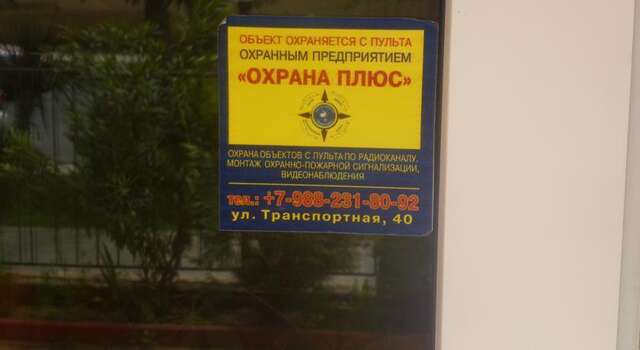 ОБЪЕКТ ОХРАНЯЕТСЯ С ПУЛЬТА
ОХРАННЫМ ПРЕДПРИЯТИЕМ
«ОХРАНА ПЛЮС»
ОХРАНА ОБЪЕКТОВ С ПУЛЬТА ПО РАДИОКАНАЛУ,
МОНТАЖ ОХРАННО-ПОЖАРНОЙ СИГНАЛИЗАЦИИ,
ВИДЕОНАБЛЮДЕНИЯ
тел.: +7-988-231-80-92
ул. Транспортная, 40